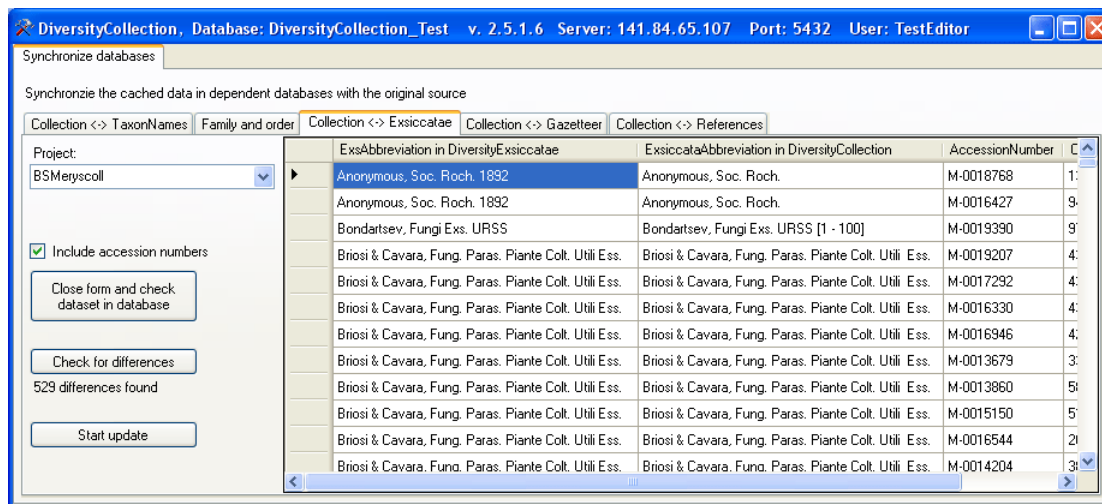 DiversityCollection, Database: DiversityCollection_Test v. 2.5.1.6 Server: 141.84.65.107 Port: 5432 User: TestEditor
Synchronize databases
Synchronzie the cached data in dependent databases with the original source
Collection <-> TaxonNames Family and order Collection <-> Exsiccatae Collection <-> Gazetteer Collection <-> References
Project:
BSMeryscoll
Include accession numbers
Close form and check
dataset in database
Check for differences
529 differences found
Start update
ExsAbbreviation in DiversityExsiccatae ExsiccataAbbreviation in DiversityCollection AccessionNumber
Anonymous, Soc. Roch. 1892 Anonymous, Soc. Roch. M-0018768
Anonymous, Soc. Roch. 1892 Anonymous, Soc. Roch. M-0016427
Bondartsev, Fungi Exs. URSS Bondartsev, Fungi Exs. URSS [1 - 100] M-0019390
Briosi & Cavara, Fung. Paras. Piante Colt. Utili Ess. Briosi & Cavara, Fung. Paras. Piante Colt. Utili  Ess. M-0019207
Briosi & Cavara, Fung. Paras. Piante Colt. Utili Ess. Briosi & Cavara, Fung. Paras. Piante Colt. Utili  Ess. M-0017292
Briosi & Cavara, Fung. Paras. Piante Colt. Utili Ess. Briosi & Cavara, Fung. Paras. Piante Colt. Utili  Ess. M-0016330
Briosi & Cavara, Fung. Paras. Piante Colt. Utili Ess. Briosi & Cavara, Fung. Paras. Piante Colt. Utili  Ess. M-0016946
Briosi & Cavara, Fung. Paras. Piante Colt. Utili Ess. Briosi & Cavara, Fung. Paras. Piante Colt. Utili  Ess. M-0013679
Briosi & Cavara, Fung. Paras. Piante Colt. Utili Ess. Briosi & Cavara, Fung. Paras. Piante Colt. Utili  Ess. M-0013860
Briosi & Cavara, Fung. Paras. Piante Colt. Utili Ess. Briosi & Cavara, Fung. Paras. Piante Colt. Utili  Ess. M-0015150
Briosi & Cavara, Fung. Paras. Piante Colt. Utili Ess. Briosi & Cavara, Fung. Paras. Piante Colt. Utili  Ess. M-0016544
Briosi & Cavara, Fung. Paras. Piante Colt. Utili Ess. Briosi & Cavara, Fung. Paras. Piante Colt. Utili  Ess. M-0014204